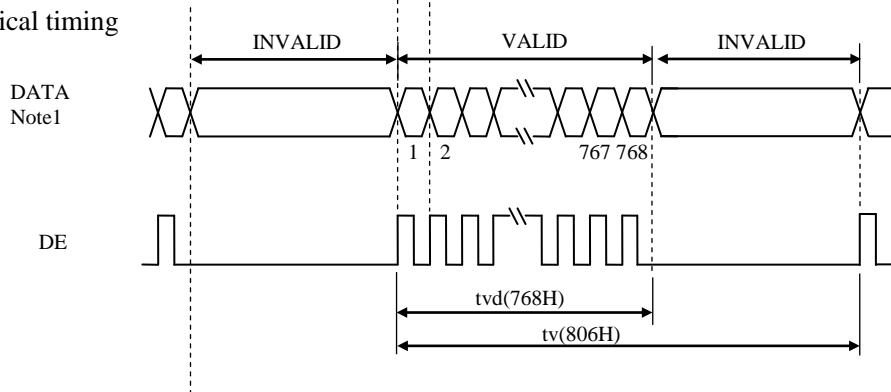 ical timing
INVALID VALID INVALID
DATA
Note1
1 2 767 768
DE
tvd(768H)
tv(806H)